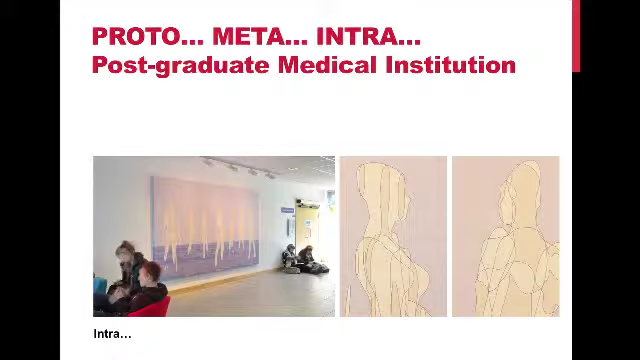 PROTO... META... INTRA...
Post-graduate Medical Institution
Intra...